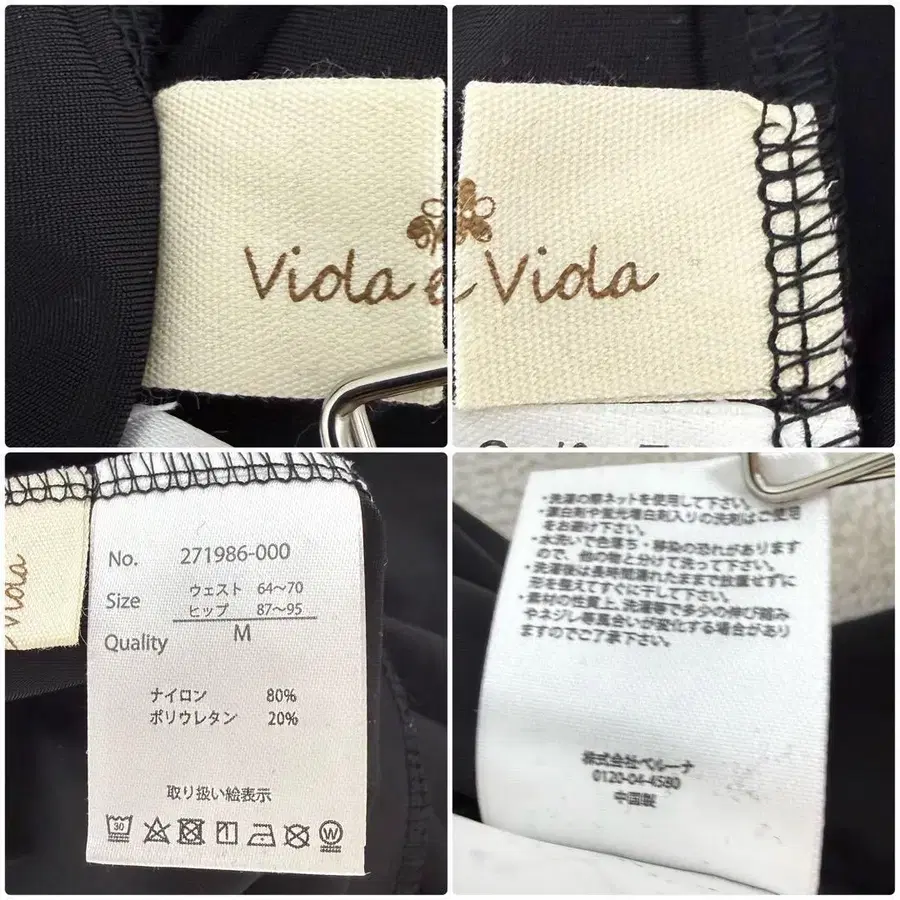 Viola e Viola
Viola
No. 271986-000
Size ウェスト 64～70
ヒップ 87～95
Quality M
ナイロン 80%
ポリウレタン 20%
取り扱い絵表示
30
W
・洗濯の際ネットを使用して下さい。
・漂白剤や蛍光増白剤入りの洗剤はご使用
をお避け下さい。
・水洗いで色落ち・移染の恐れがあります
ので、他の物と分けて洗って下さい。
・洗濯後は長時間濡れたままで放置せずに
形を整えてすぐに干して下さい。
・素材の性質上、洗濯等で多少の伸び縮み
やネジレ等風合いが変化する場合があり
ますのでご了承下さい。
株式会社ベルーナ
0120-04-4580
中国製